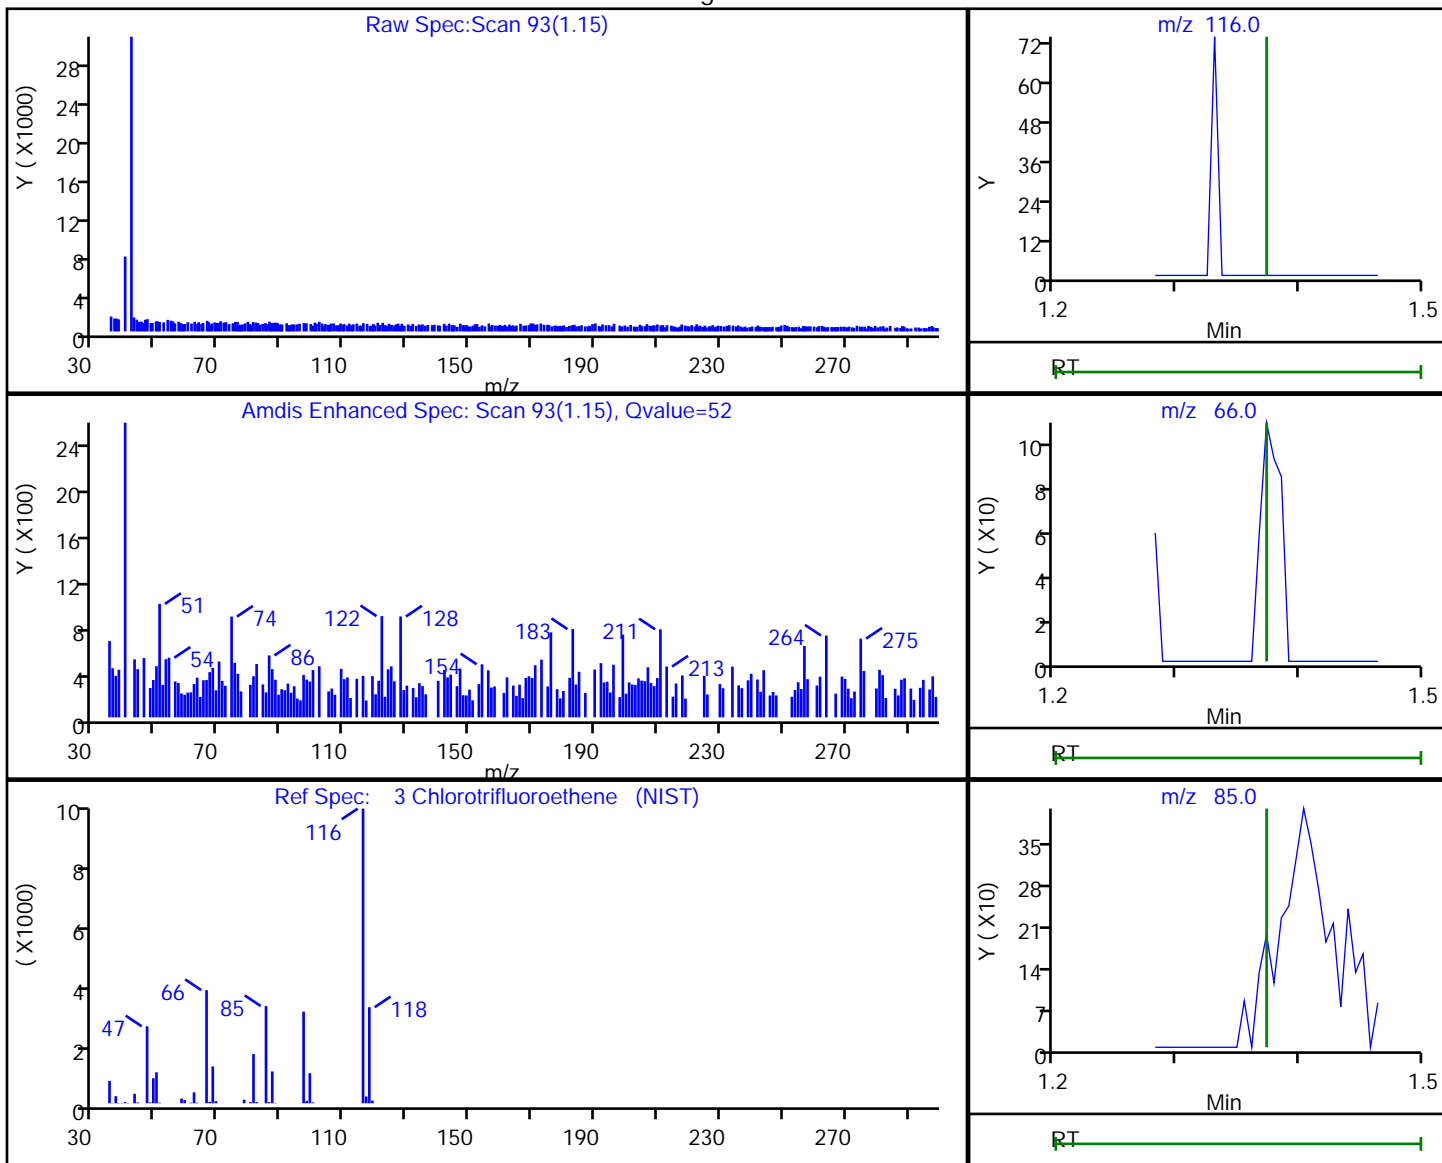 Raw Spec:Scan 93(1.15)
Y ( X1000)
28
24
20
16
12
8
4
0
30 70 110 150 190 230 270
m/z
m/z 116.0
Y
72
60
48
36
24
12
0
1.2 1.5
Min
RT
Amdis Enhanced Spec: Scan 93(1.15), Qvalue=52
Y ( X100)
24
20
16
12
8
4
0
51 54 74 86 122 128 154 183 211 213 264 275
30 70 110 150 190 230 270
m/z
m/z 66.0
Y ( X10)
10
8
6
4
2
0
1.2 1.5
Min
RT
Ref Spec: 3 Chlorotrifluoroethene (NIST)
( X1000)
10
8
6
4
2
0
47 66 85 116 118
30 70 110 150 190 230 270
m/z 85.0
Y ( X10)
35
28
21
14
7
0
1.2 1.5
Min
RT